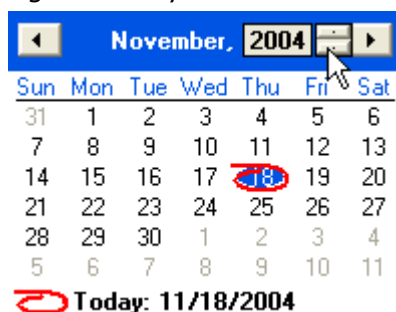 November, 2004
Sun Mon Tue Wed Thu Fri Sat
31 1 2 3 4 5 6
7 8 9 10 11 12 13
14 15 16 17 18 19 20
21 22 23 24 25 26 27
28 29 30 1 2 3 4
5 6 7 8 9 10 11
Today: 11/18/2004